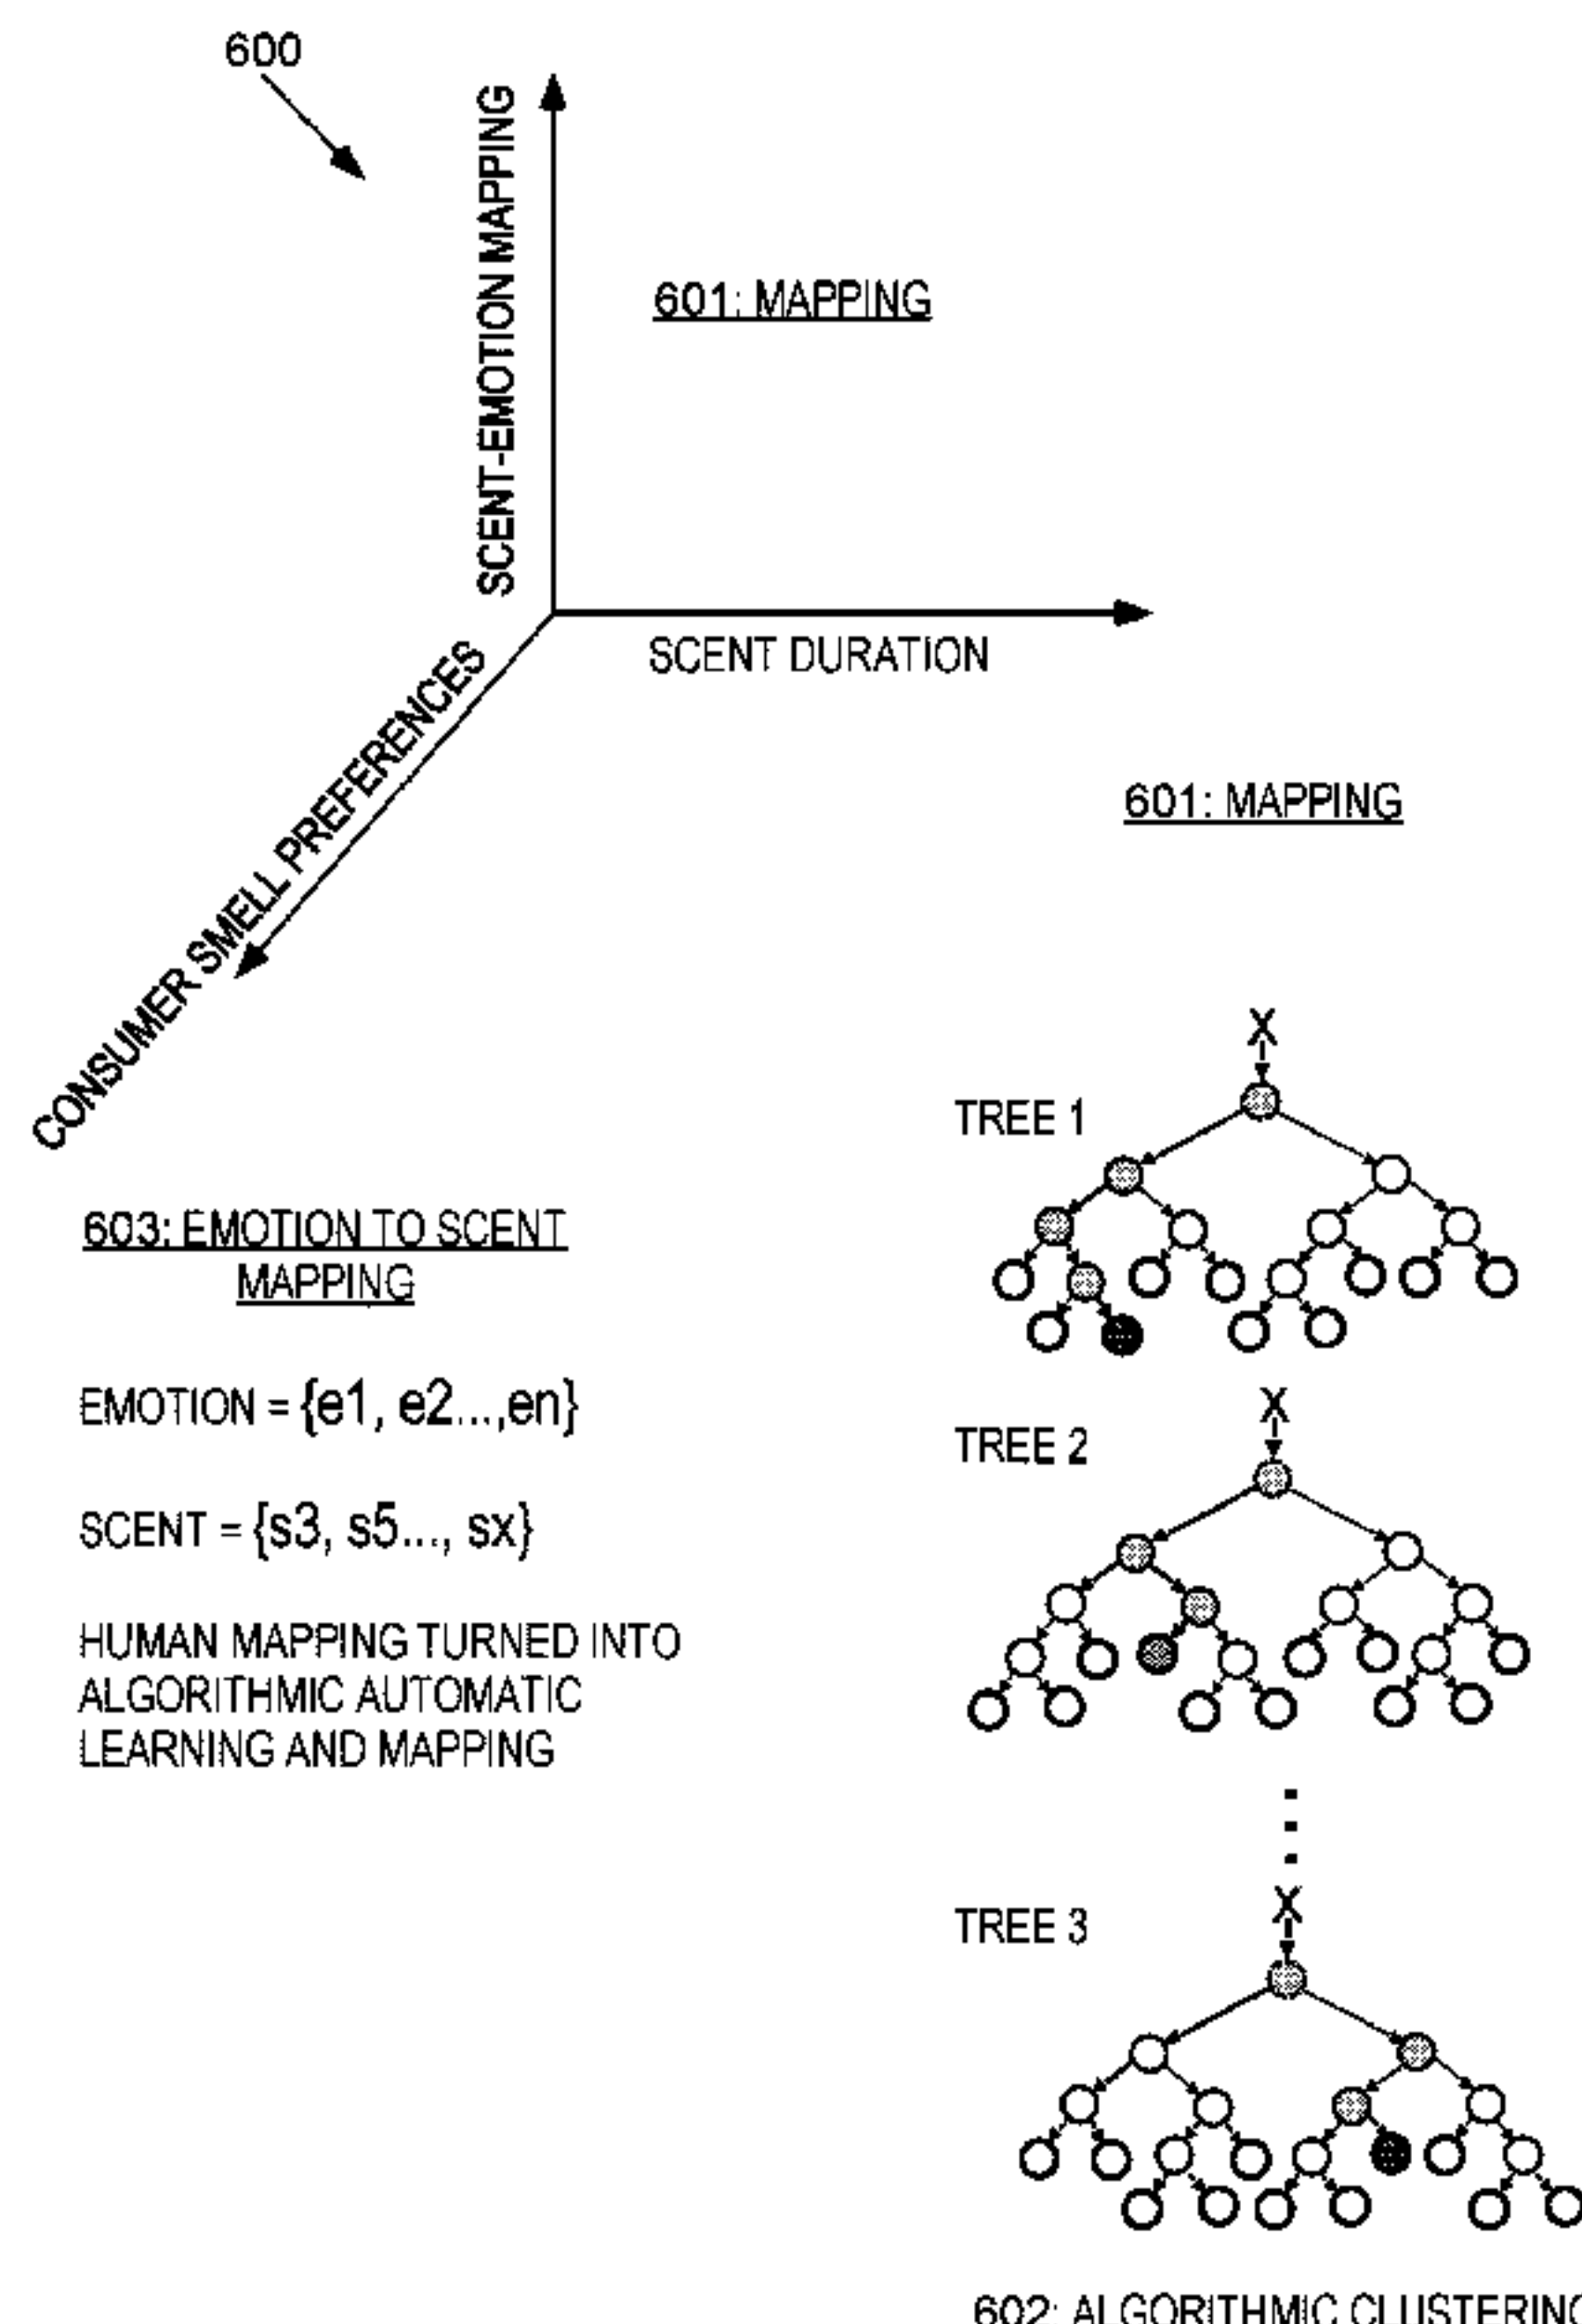 600
SCENT-EMOTION MAPPING
601: MAPPING
SCENT DURATION
CONSUMER SMELL PREFERENCES
601: MAPPING
603: EMOTION TO SCENT
MAPPING
EMOTION = {e1, e2...,en}
SCENT = {s3, s5..., sx}
HUMAN MAPPING TURNED INTO
ALGORITHMIC AUTOMATIC
LEARNING AND MAPPING
X
TREE 1
X
TREE 2
X
TREE 3
602: ALGORITHMIC CLUSTERING